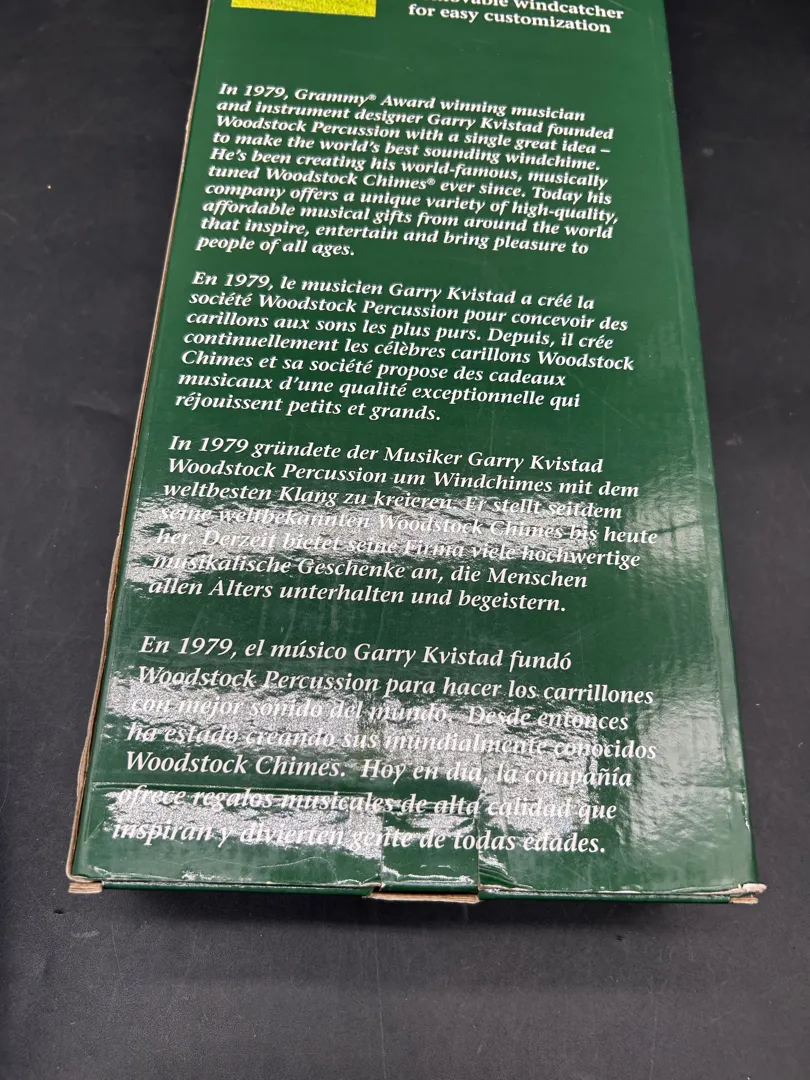 windcatcher
for easy customization
In 1979, Grammy® Award winning musician
and instrument designer Garry Kvistad founded
Woodstock Percussion with a single great idea –
to make the world's best sounding windchime.
He's been creating his world-famous, musically
tuned Woodstock Chimes® ever since. Today his
company offers a unique variety of high-quality,
affordable musical gifts from around the world
that inspire, entertain and bring pleasure to
people of all ages.
En 1979, le musicien Garry Kvistad a créé la
société Woodstock Percussion pour concevoir des
carillons aux sons les plus purs. Depuis, il crée
continuellement les célèbres carillons Woodstock
Chimes et sa société propose des cadeaux
musicaux d'une qualité exceptionnelle qui
réjouissent petits et grands.
In 1979 gründete der Musiker Garry Kvistad
Woodstock Percussion um Windchimes mit dem
weltbesten Klang zu kreieren. Er stellt seitdem
seine weltbekannten Woodstock Chimes bis heute
her. Derzeit bietet seine Firma viele hochwertige
musikalische Geschenke an, die Menschen
allen Alters unterhalten und begeistern.
En 1979, el músico Garry Kvistad fundó
Woodstock Percussion para hacer los carrillones
con mejor sonido del mundo. Desde entonces
ha estado creando sus mundialmente conocidos
Woodstock Chimes. Hoy en día, la compañía
ofrece regalos musicales de alta calidad que
inspiran y divierten gente de todas edades.